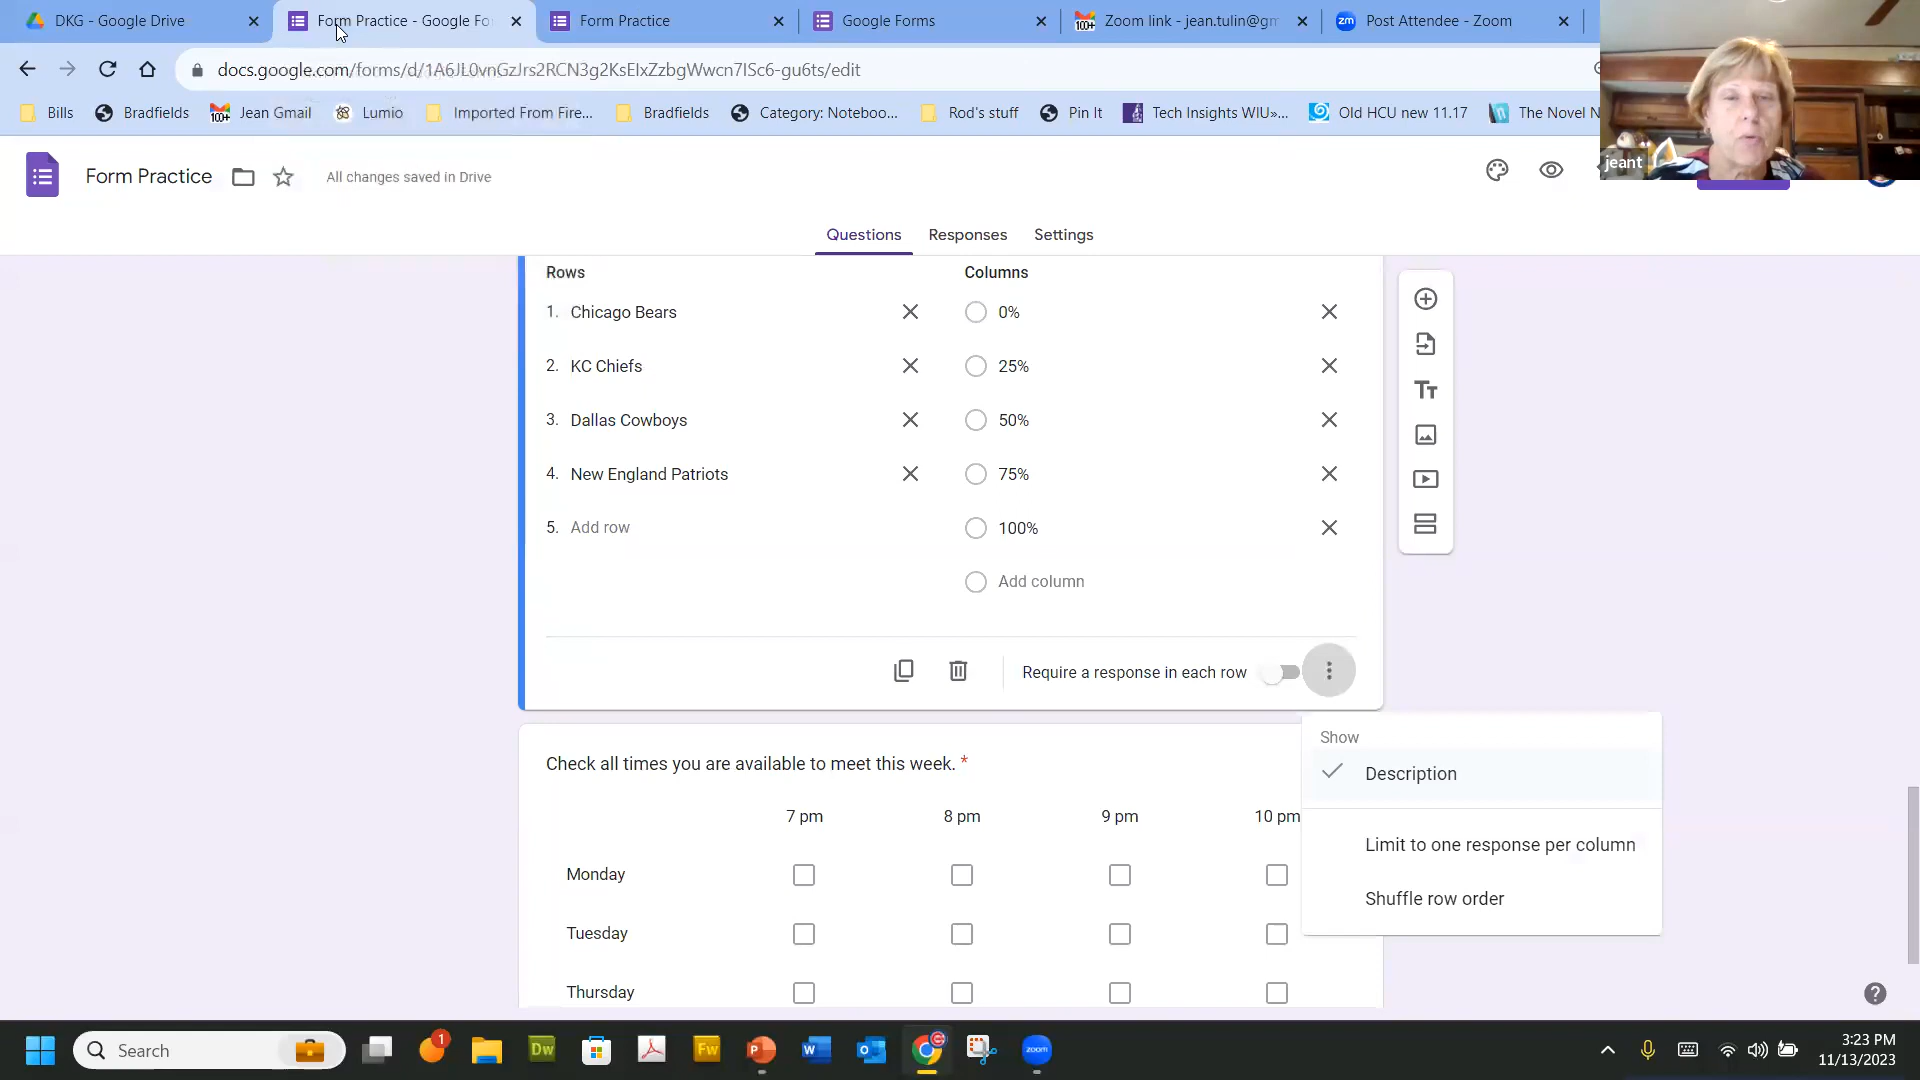 DKG - Google Drive
Form Practice - Google Fo
Form Practice
Google Forms
Zoom link - jean.tulin@gm
Post Attendee - Zoom
docs.google.com/forms/d/1A6JŁ0vnGzJrs2RCN3g2KsEIxZzbgWwcn7ISc6-gu6ts/edit
Bills
Bradfields
Jean Gmail
Lumio
Imported From Fire...
Bradfields
Category: Noteboo...
Rod's stuff
Pin It
Tech Insights WIU»...
Old HCU new 11.17
The Novel N
jeant
Form Practice
All changes saved in Drive
Questions
Responses
Settings
Rows
Columns
1. Chicago Bears
0%
2. KC Chiefs
25%
3. Dallas Cowboys
50%
4. New England Patriots
75%
5. Add row
100%
Add column
Require a response in each row
Show
Description
Limit to one response per column
Shuffle row order
Check all times you are available to meet this week. *
7 pm 8 pm 9 pm 10 pm
Monday
Tuesday
Thursday
Search
1
Dw
Fw
zoom
3:23 PM
11/13/2023